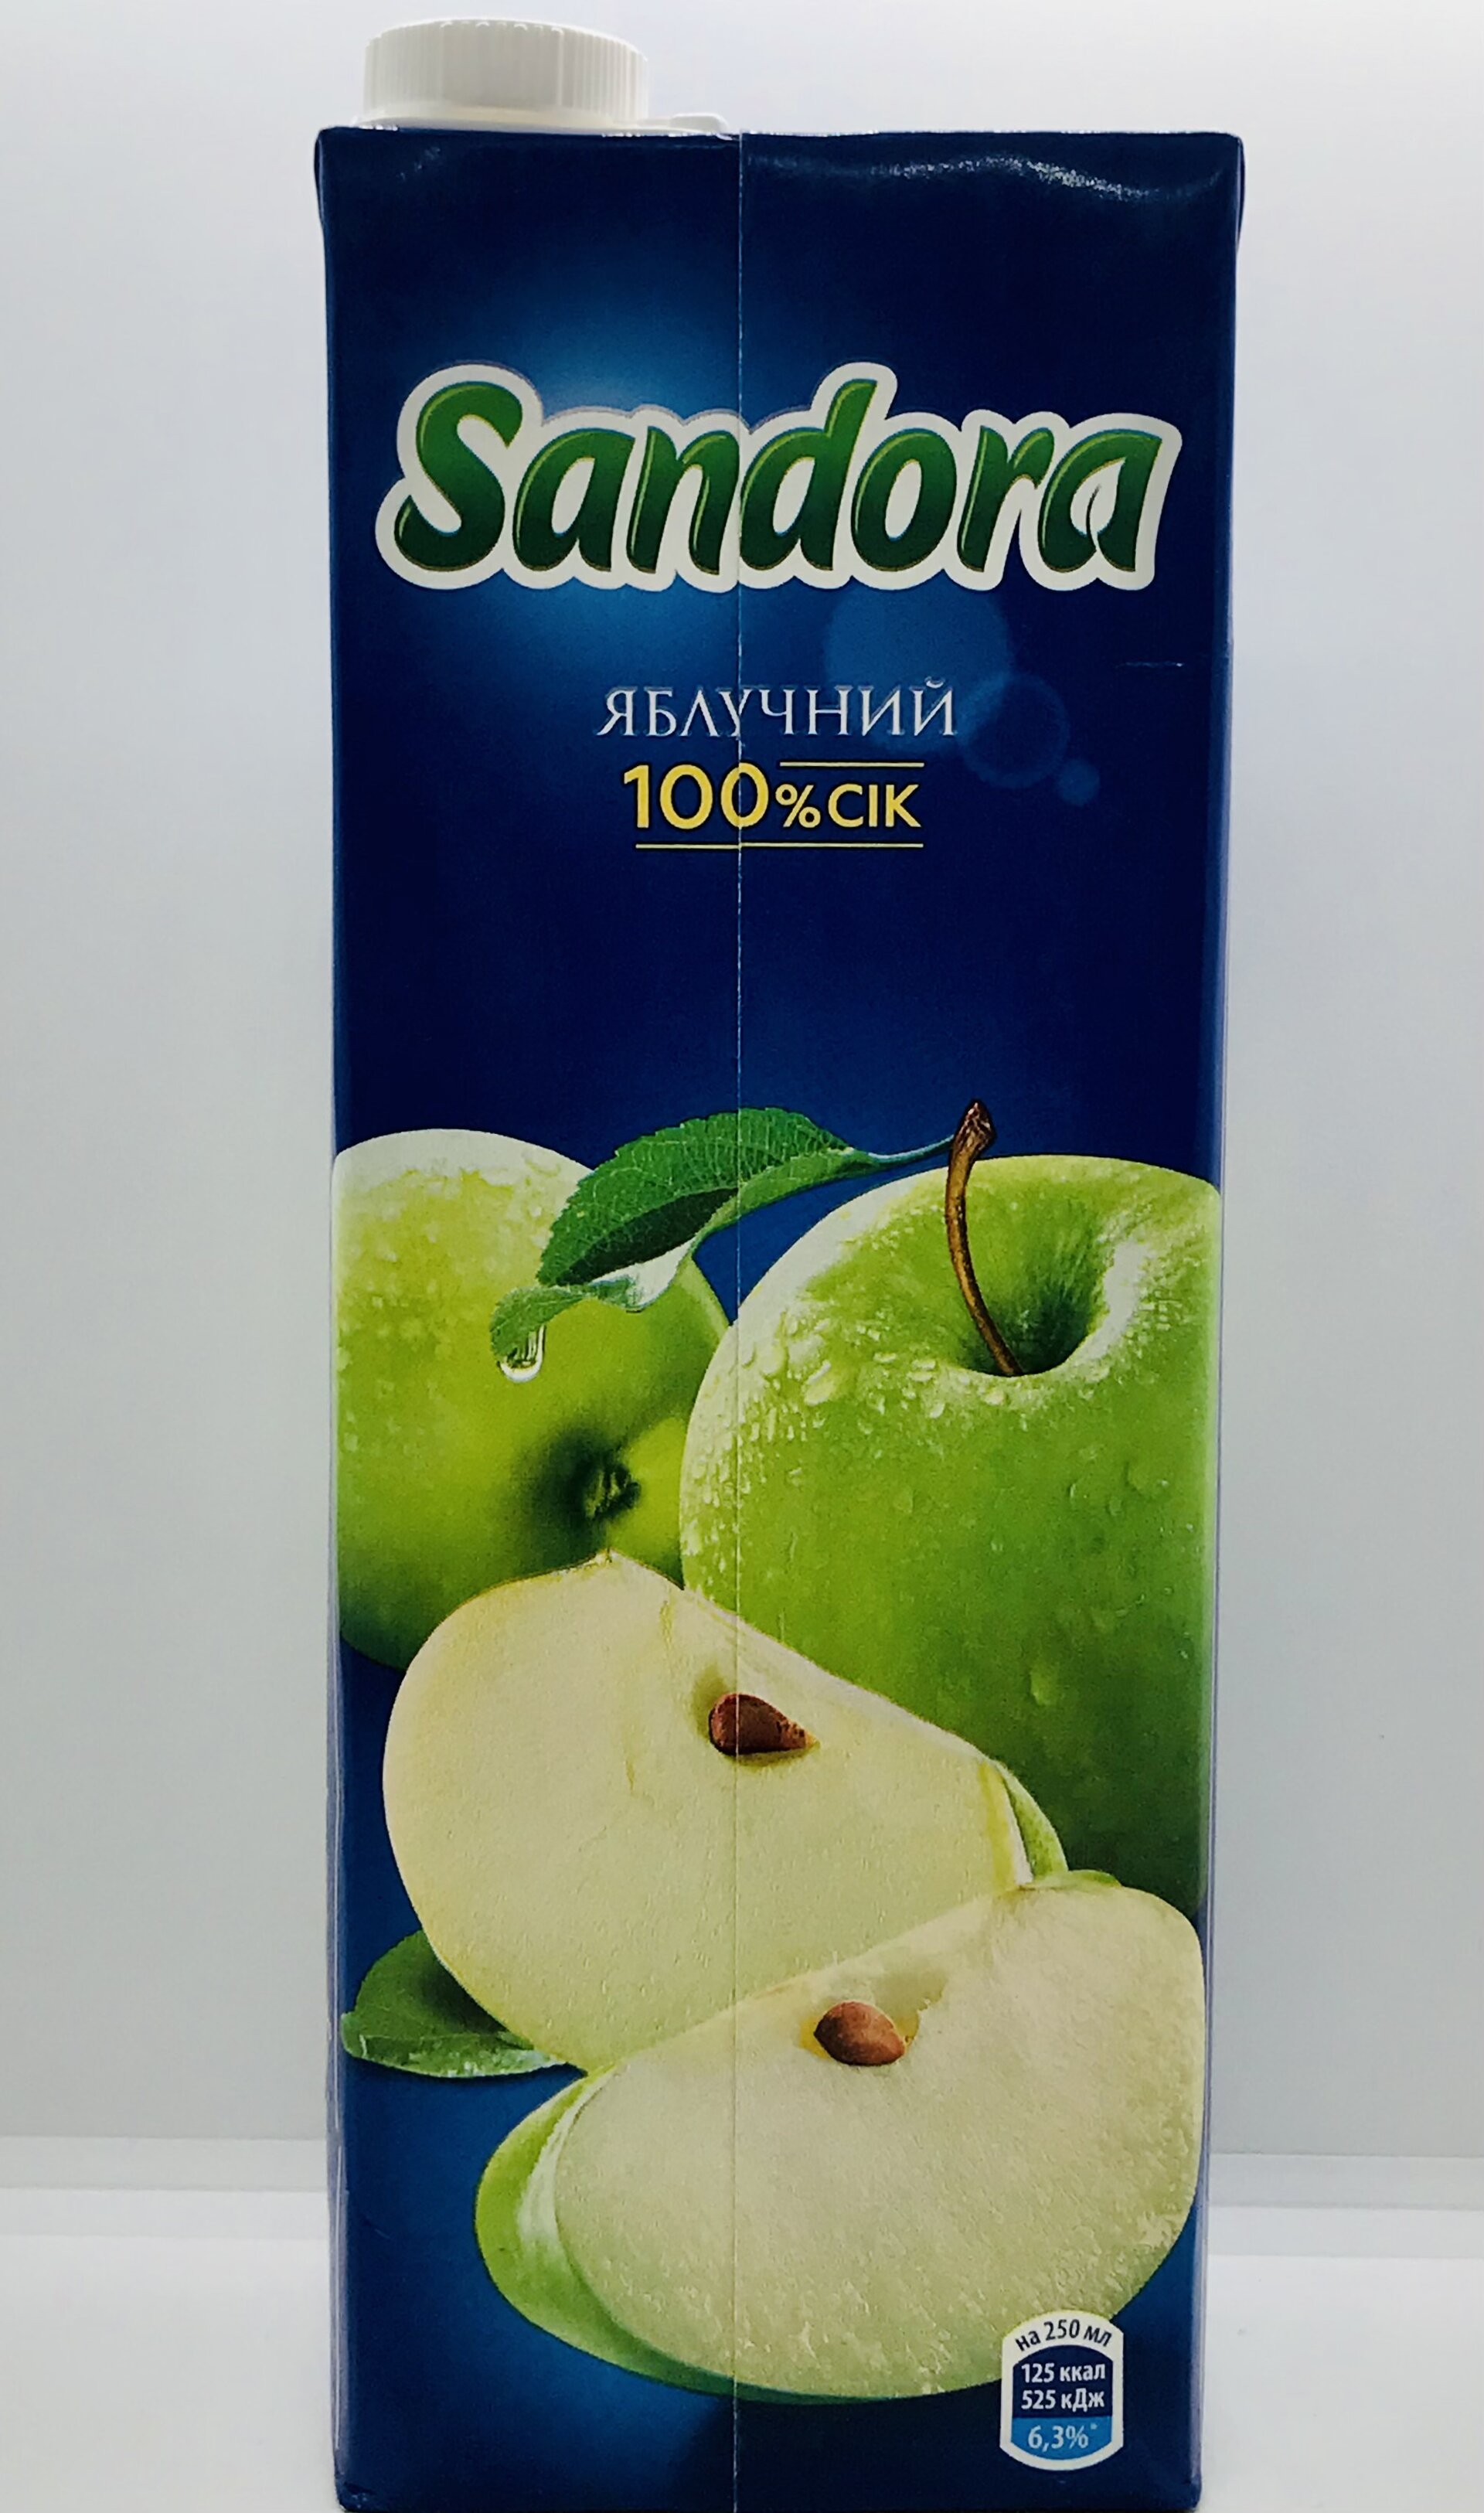 Sandora
ЯБЛУЧНИЙ
100% СІК
на 250 мл
125 ккал
525 кДж
6,3%*